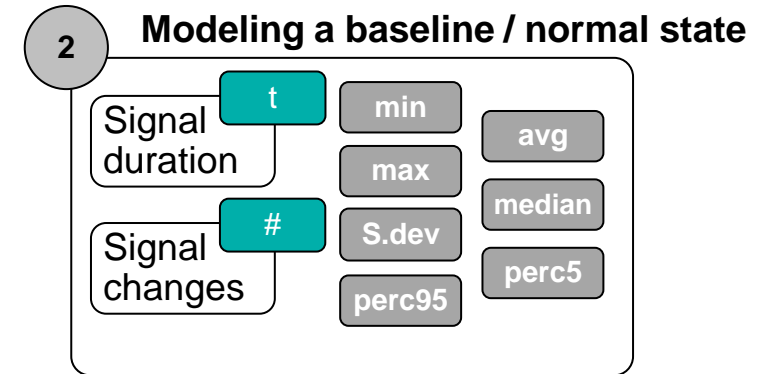 2
Modeling a baseline / normal state
t
Signal
duration
#
Signal
changes
min
max
S.dev
perc95
avg
median
perc5